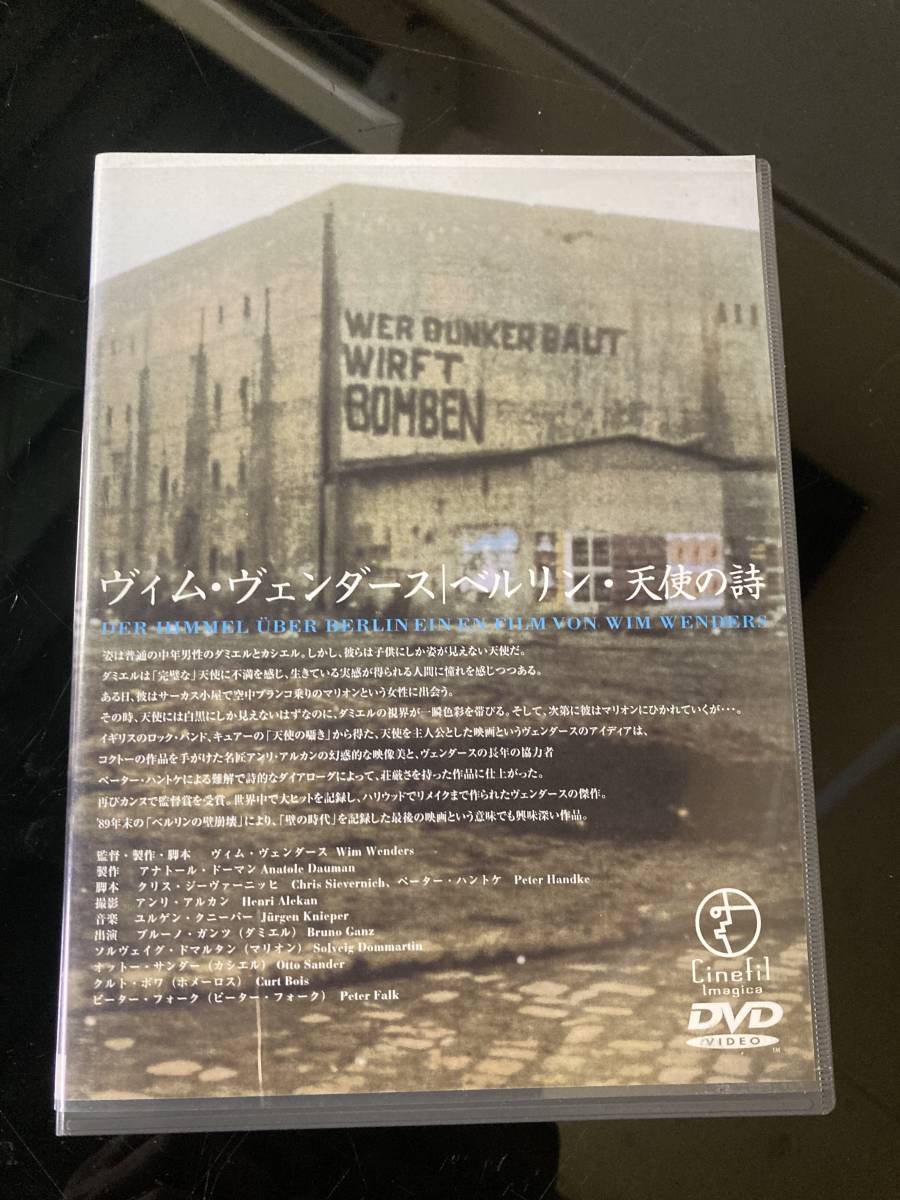 WER BUNKER BAUT
WIRFT
BOMBEN
ヴィム・ヴェンダース|ベルリン・天使の詩
DER HIMMEL ÜBER BERLIN EIN EN FILM VON WIM WENDERS
姿は普通の中年男性のダミエルとカシエル。しかし、彼らは子供にしか姿が見えない天使だ。
ダミエルは「完璧な」天使に不満を感じ、生きている実感が得られる人間に憧れを感じつつある。
ある日、彼はサーカス小屋で空中ブランコ乗りのマリオンという女性に出会う。
その時、天使には白黒にしか見えないはずなのに、ダミエルの視界が一瞬色彩を帯びる。そして、次第に彼はマリオンにひかれていくが・・・。
イギリスのロック・バンド、キュアーの「天使の囁き」から得た、天使を主人公とした映画というヴェンダースのアイディアは、
コクトーの作品を手がけた名匠アンリ・アルカンの幻惑的な映像美と、ヴェンダースの長年の協力者
ペーター・ハントケによる難解で詩的なダイアローグによって、荘厳さを持った作品に仕上がった。
再びカンヌで監督賞を受賞。世界中で大ヒットを記録し、ハリウッドでリメイクまで作られたヴェンダースの傑作。
'89年末の「ベルリンの壁崩壊」により、「壁の時代」を記録した最後の映画という意味でも興味深い作品。
監督・製作・脚本 ヴィム・ヴェンダース Wim Wenders
製作 アナトール・ドーマン Anatole Dauman
脚本 クリス・ジーヴァーニッヒ Chris Sievernich、ペーター・ハントケ Peter Handke
撮影 アンリ・アルカン Henri Alekan
音楽 ユルゲン・クニーパー Jürgen Knieper
出演 ブルーノ・ガンツ（ダミエル） Bruno Ganz
ソルヴェイグ・ドマルタン（マリオン） Solveig Dommartin
オットー・サンダー（カシエル） Otto Sander
クルト・ボワ（ホメーロス） Curt Bois
ピーター・フォーク（ピーター・フォーク） Peter Falk
Cinefil
Imagica
DVD
VIDEO
TM